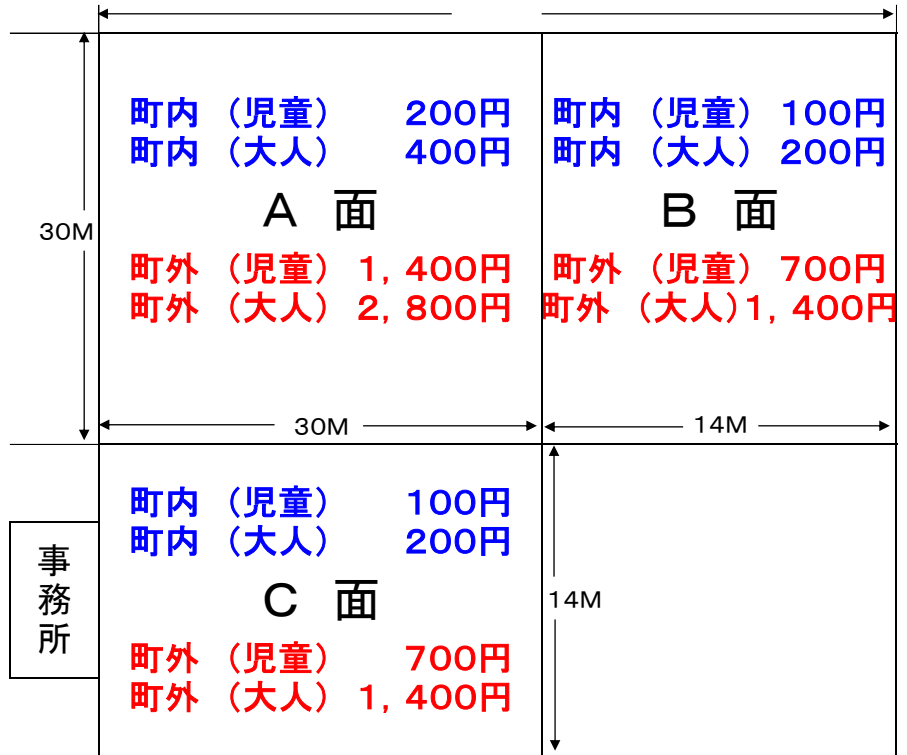 町内 (児童) 200円
町内 (大人) 400円
A 面
町外 (児童) 1,400円
町外 (大人) 2,800円
町内 (児童) 100円
町内 (大人) 200円
B 面
町外 (児童) 700円
町外 (大人)1,400円
30M
30M
14M
町内 (児童) 100円
町内 (大人) 200円
C 面
町外 (児童) 700円
町外 (大人) 1,400円
14M
事務所